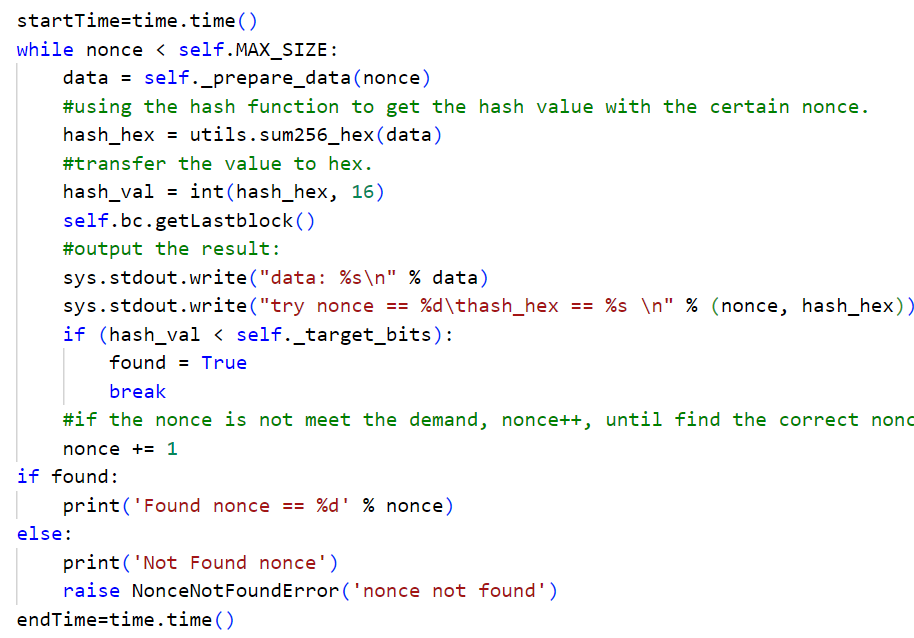 startTime=time.time()
while nonce < self.MAX_SIZE:
    data = self._prepare_data(nonce)
    #using the hash function to get the hash value with the certain nonce.
    hash_hex = utils.sum256_hex(data)
    #transfer the value to hex.
    hash_val = int(hash_hex, 16)
    self.bc.getLastblock()
    #output the result:
    sys.stdout.write("data: %s\n" % data)
    sys.stdout.write("try nonce == %d\thash_hex == %s \n" % (nonce, hash_hex))
    if (hash_val < self._target_bits):
        found = True
        break
    #if the nonce is not meet the demand, nonce++, until find the correct nonc
    nonce += 1
if found:
    print('Found nonce == %d' % nonce)
else:
    print('Not Found nonce')
    raise NonceNotFoundError('nonce not found')
endTime=time.time()